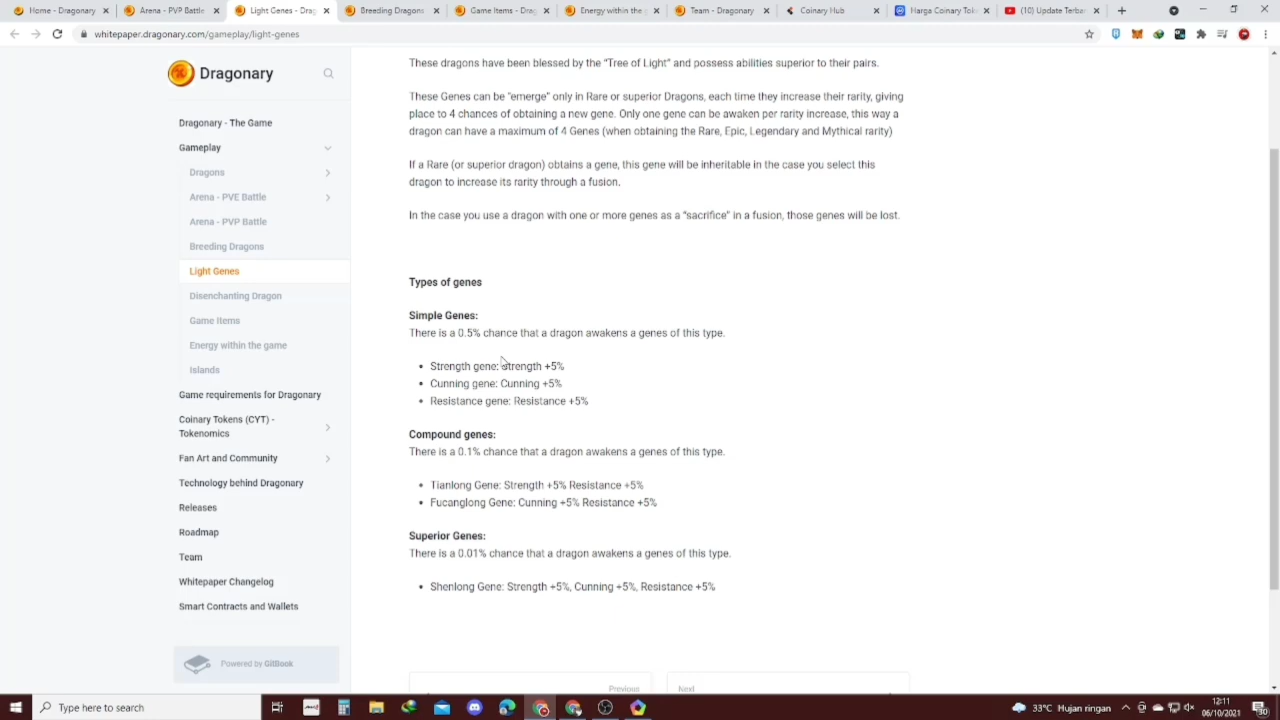 Home - Dragonary
Arena - PVP Battle
Light Genes - Drag
Breeding Dragons
Game Items - Drag
Energy within the g
Team - Dragonary
Coinary Hub
Harga Coinary Tok
(10) Update Terbar
whitepaper.dragonary.com/gameplay/light-genes
Dragonary
Dragonary - The Game
Gameplay
Dragons
Arena - PVE Battle
Arena - PVP Battle
Breeding Dragons
Light Genes
Disenchanting Dragon
Game Items
Energy within the game
Islands
Game requirements for Dragonary
Coinary Tokens (CYT) -
Tokenomics
Fan Art and Community
Technology behind Dragonary
Releases
Roadmap
Team
Whitepaper Changelog
Smart Contracts and Wallets
Powered by GitBook
These dragons have been blessed by the “Tree of Light” and possess abilities superior to their pairs.
These Genes can be “emerge” only in Rare or superior Dragons, each time they increase their rarity, giving
place to 4 chances of obtaining a new gene. Only one gene can be awaken per rarity increase, this way a
dragon can have a maximum of 4 Genes (when obtaining the Rare, Epic, Legendary and Mythical rarity)
If a Rare (or superior dragon) obtains a gene, this gene will be inheritable in the case you select this
dragon to increase its rarity through a fusion.
In the case you use a dragon with one or more genes as a “sacrifice” in a fusion, those genes will be lost.
Types of genes
Simple Genes:
There is a 0.5% chance that a dragon awakens a genes of this type.
Strength gene: Strength +5%
Cunning gene: Cunning +5%
Resistance gene: Resistance +5%
Compound genes:
There is a 0.1% chance that a dragon awakens a genes of this type.
Tianlong Gene: Strength +5% Resistance +5%
Fucanglong Gene: Cunning +5% Resistance +5%
Superior Genes:
There is a 0.01% chance that a dragon awakens a genes of this type.
Shenlong Gene: Strength +5%, Cunning +5%, Resistance +5%
Previous
Next
Type here to search
33°C Hujan ringan
12:11
06/10/2021